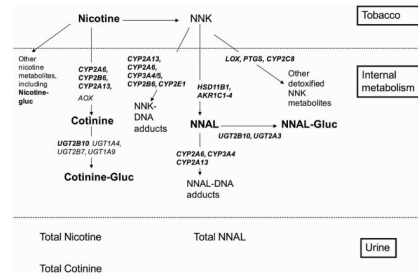 Nicotine
NNK
Tobacco
Other
nicotine
metabolites,
including
Nicotine-
gluc
CYP2A6,
CYP2B6,
CYP2A13,
AOX
CYP2A13,
CYP2A6,
CYP3A4/5,
CYP2B6, CYP2E1
HSD11B1,
AKR1C1-4
LOX, PTGS, CYP2C8
Internal
metabolism
Other
detoxified
NNK
metabolites
NNK-
DNA
adducts
Cotinine
NNAL
NNAL-Gluc
UGT2B10, UGT2A3
UGT2B10, UGT1A4,
UGT2B7, UGT1A9
CYP2A6, CYP3A4
CYP2A13
Cotinine-Gluc
NNAL-DNA
adducts
Total Nicotine
Total NNAL
Urine
Total Cotinine